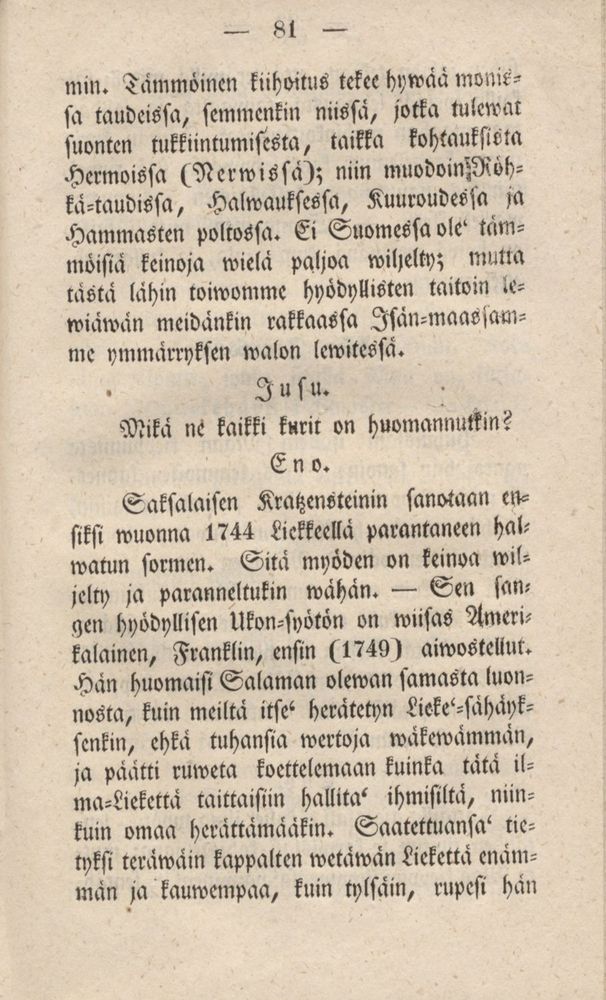 — 81 —
min. Tämmöinen kiihoitus tekee hywää monis-
sa taudeissa, semmenkin niissä, jotka tulewat
suonten tukkiintumisesta, taikka kohtauksista
Hermoissa (Nerwissä); niin muodoin Röh-
kä-taudissa, Halwauksessa, Kuuroudessa ja
Hammasten poltossa. Ei Suomessa ole‘ täm-
möisiä keinoja wielä paljoa wiljelty; mutta
tästä lähin toiwomme hyödyllisten taitoin le-
wiäwän meidänkin rakkaassa Isän-maassam-
me ymmärryksen walon lewitessä.
Jusu.
Mikä ne kaikki kurit on huomannutkin?
Eno.
Saksalaisen Kratzensteinin sanotaan en-
siksi wuonna 1744 Liekkeellä parantaneen hal-
watun sormen. Sitä myöden on keinoa wil-
jelty ja paranneltukin wähän. — Sen san-
gen hyödyllisen Ukon-syötön on wiisas Ameri-
kalainen, Franklin, ensin (1749) aiwostellut.
Hän huomaisi Salaman olewan samasta luon-
nosta, kuin meiltä itse‘ herätetyn Lieke‘-sähäyk-
senkin, ehkä tuhansia wertoja wäkewämmän,
ja päätti ruweta koettelemaan kuinka tätä il-
ma-Liekettä taittaisiin hallita‘ ihmisiltä, niin-
kuin omaa herättämääkin. Saatettuansa‘ tie-
tyksi teräwäin kappalten wetäwän Liekettä enäm-
män ja kauwempaa, kuin tylsäin, rupesi hän